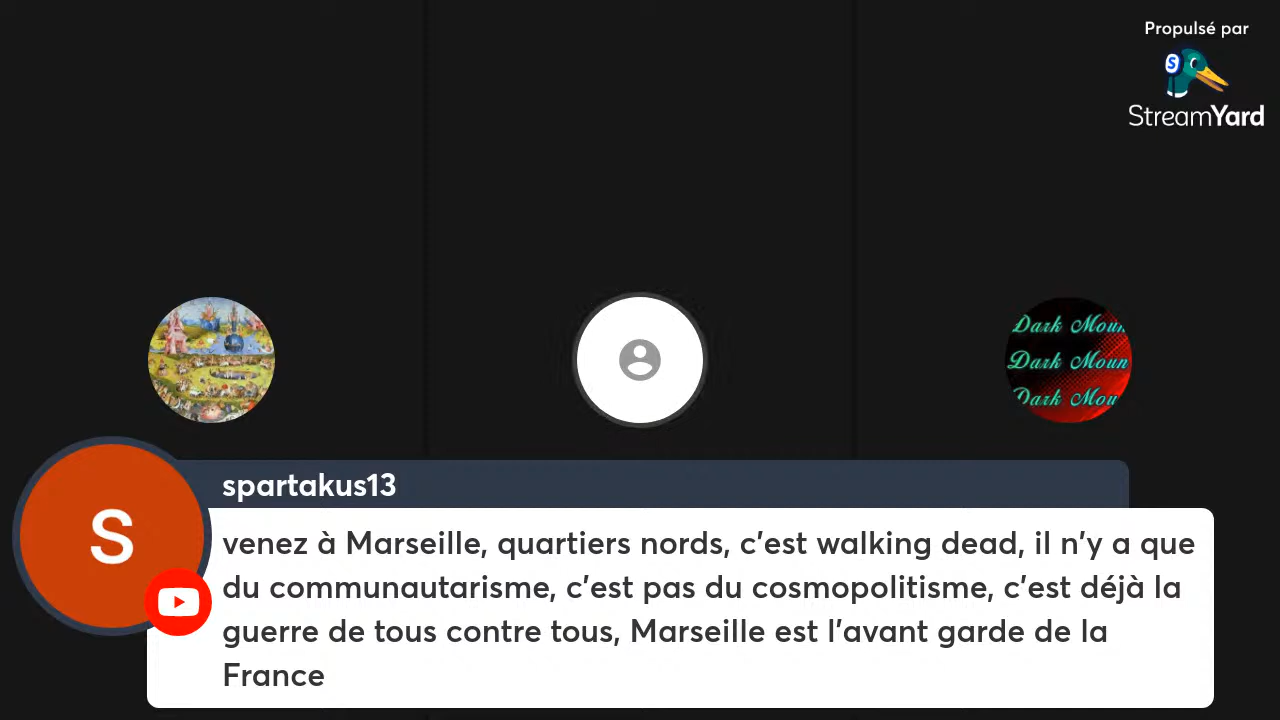 Propulsé par
S
StreamYard
Dark Moun
Dark Moun
Dark Mou
spartakus13
S
venez à Marseille, quartiers nords, c'est walking dead, il n'y a que
du communautarisme, c'est pas du cosmopolitisme, c'est déjà la
guerre de tous contre tous, Marseille est l'avant garde de la
France